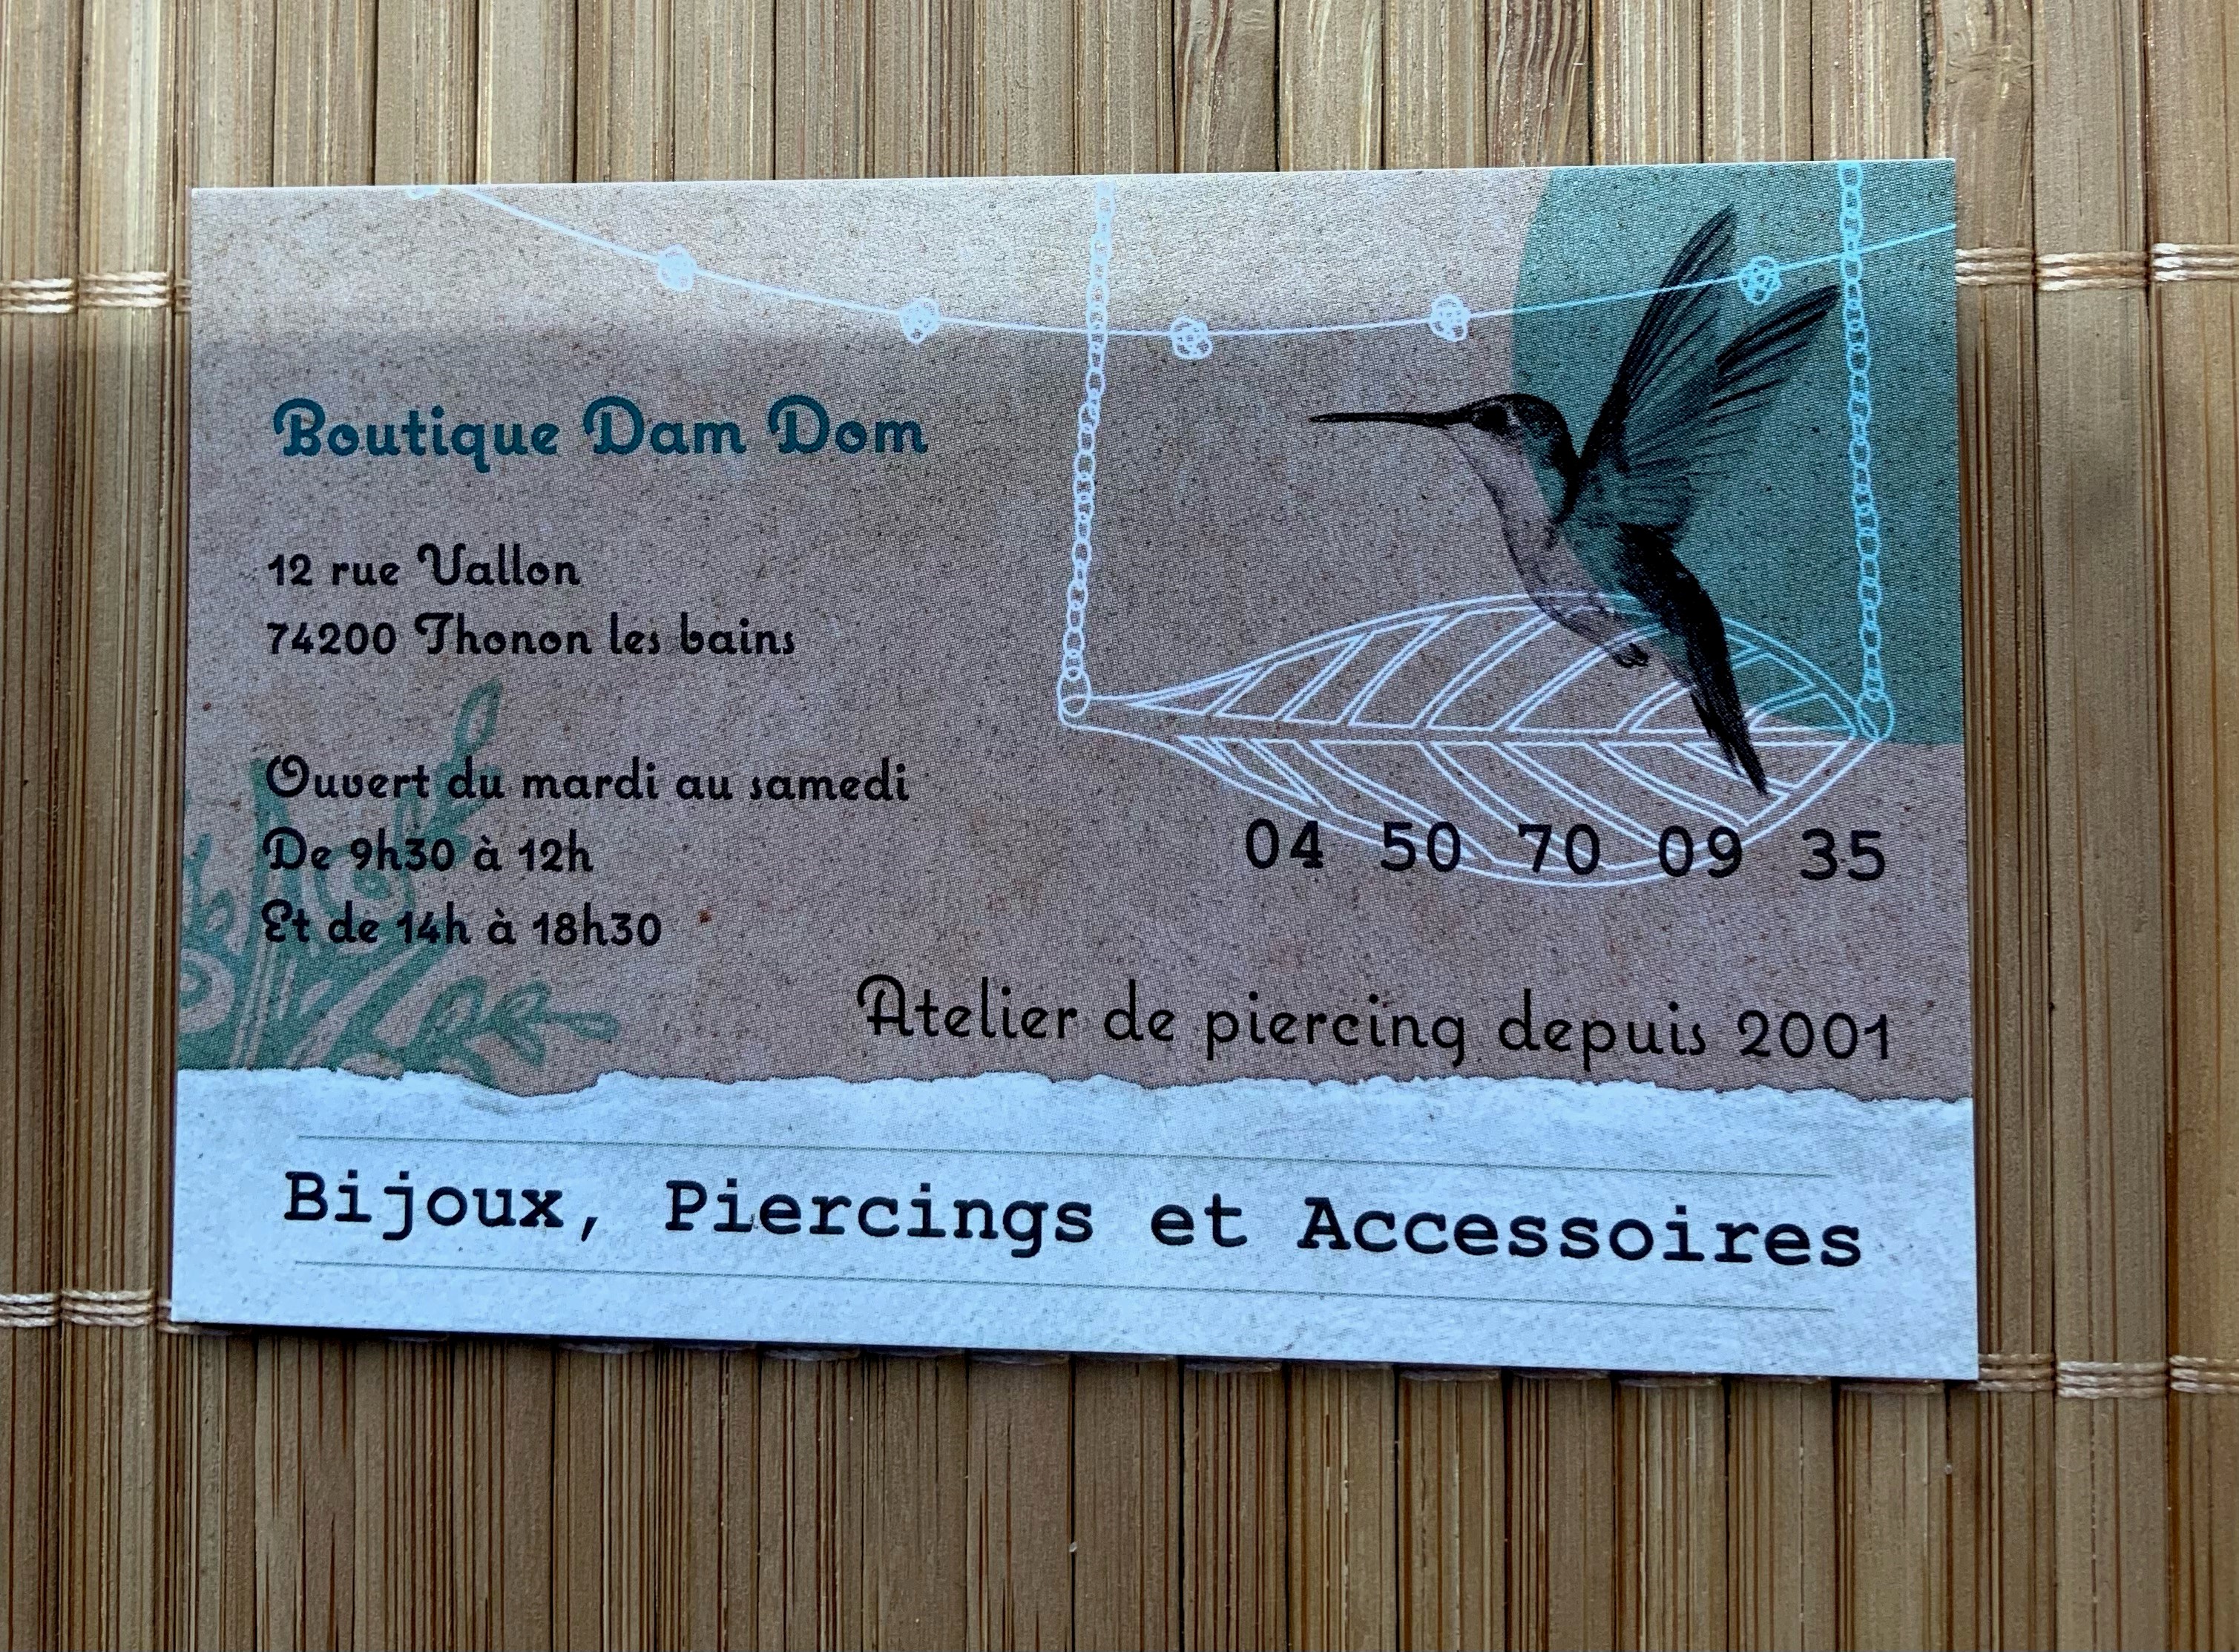 Boutique Dam Dom
12 rue Vallon
74200 Thonon les bains
Ouvert du mardi au samedi
De 9h30 à 12h
Et de 14h à 18h30
04 50 70 09 35
Atelier de piercing depuis 2001
Bijoux, Piercings et Accessoires